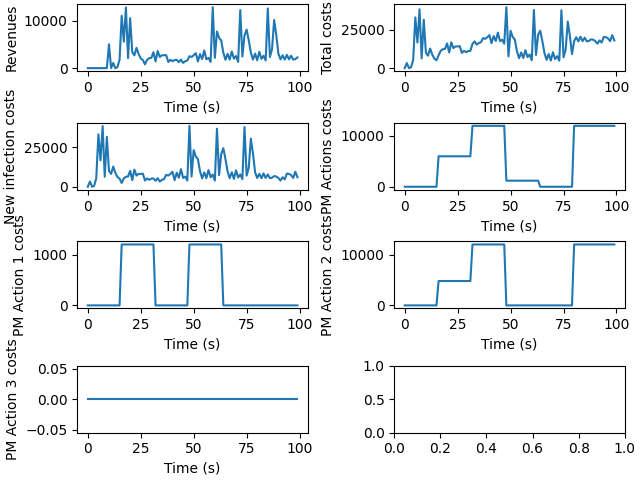 Revenues
10000
0
0 25 50 75 100
Time (s)
Total costs
25000
0
0 25 50 75 100
Time (s)
New infection costs
25000
0
0 25 50 75 100
Time (s)
PM Actions costs
10000
0
0 25 50 75 100
Time (s)
PM Action 1 costs
1000
0
0 25 50 75 100
Time (s)
PM Action 2 costs
10000
0
0 25 50 75 100
Time (s)
PM Action 3 costs
0.05
0.00
−0.05
0 25 50 75 100
Time (s)
1.0
0.5
0.0
0.0 0.2 0.4 0.6 0.8 1.0